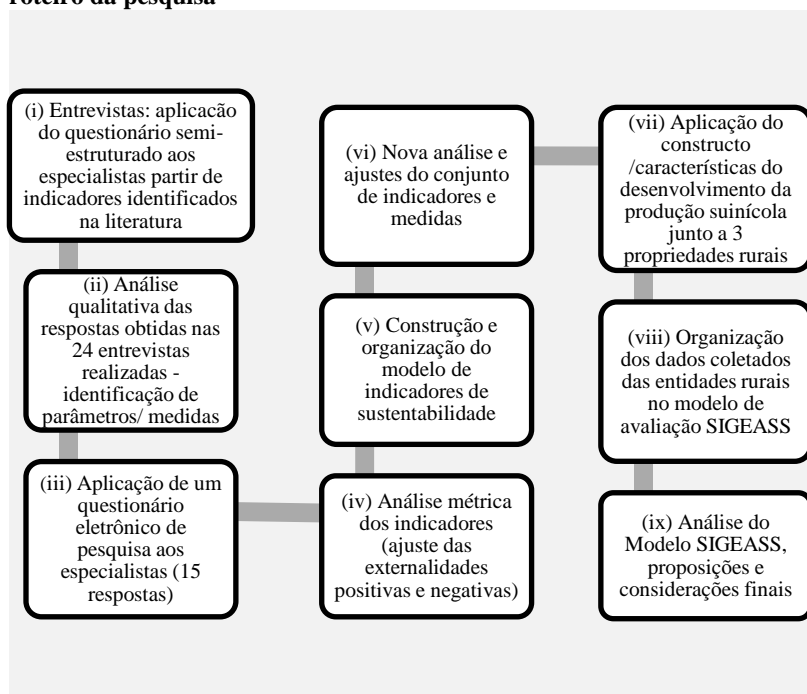 roteiro da pesquisa
(i) Entrevistas: aplicacão
do questionário semi-
estruturado aos
especialistas partir de
indicadores identificados
na literatura
(ii) Análise
qualitativa das
respostas obtidas nas
24 entrevistas
realizadas -
identificação de
parâmetros/ medidas
(iii) Aplicação de um
questionário
eletrônico de
pesquisa aos
especialistas (15
respostas)
(iv) Análise métrica
dos indicadores
(ajuste das
externalidades
positivas e negativas)
(v) Construção e
organização do
modelo de
indicadores de
sustentabilidade
(vi) Nova análise e
ajustes do conjunto
de indicadores e
medidas
(vii) Aplicação do
constructo
/características do
desenvolvimento da
produção suinícola
junto a 3
propriedades rurais
(viii) Organização
dos dados coletados
das entidades rurais
no modelo de
avaliação SIGEASS
(ix) Análise do
Modelo SIGEASS,
proposições e
considerações finais